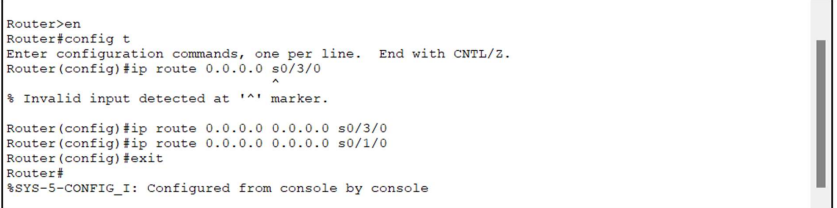 Router>en
Router#config t
Enter configuration commands, one per line.  End with CNTL/Z.
Router(config)#ip route 0.0.0.0 s0/3/0
                                ^
% Invalid input detected at '^' marker.
Router(config)#ip route 0.0.0.0 0.0.0.0 s0/3/0
Router(config)#ip route 0.0.0.0 0.0.0.0 s0/1/0
Router(config)#exit
Router#
%SYS-5-CONFIG_I: Configured from console by console